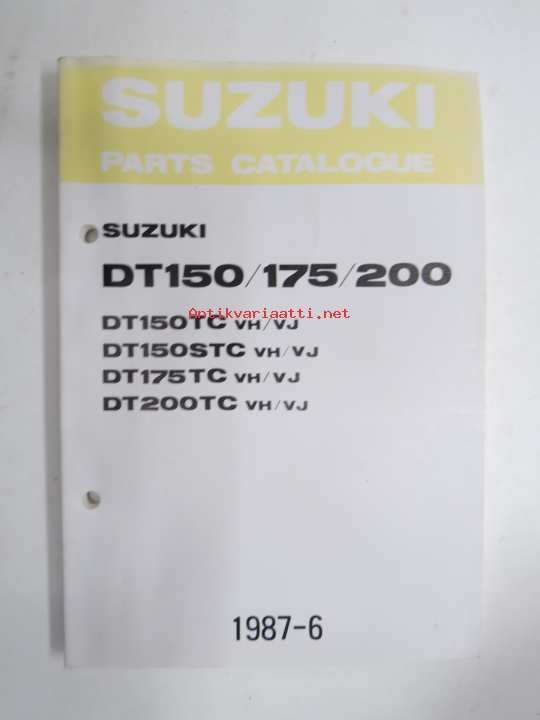 SUZUKI
PARTS CATALOGUE
SUZUKI
DT150/175/200
Antikvariaatti.net
DT150TC VH/VJ
DT150STC VH/VJ
DT175TC VH/VJ
DT200TC VH/VJ
1987-6